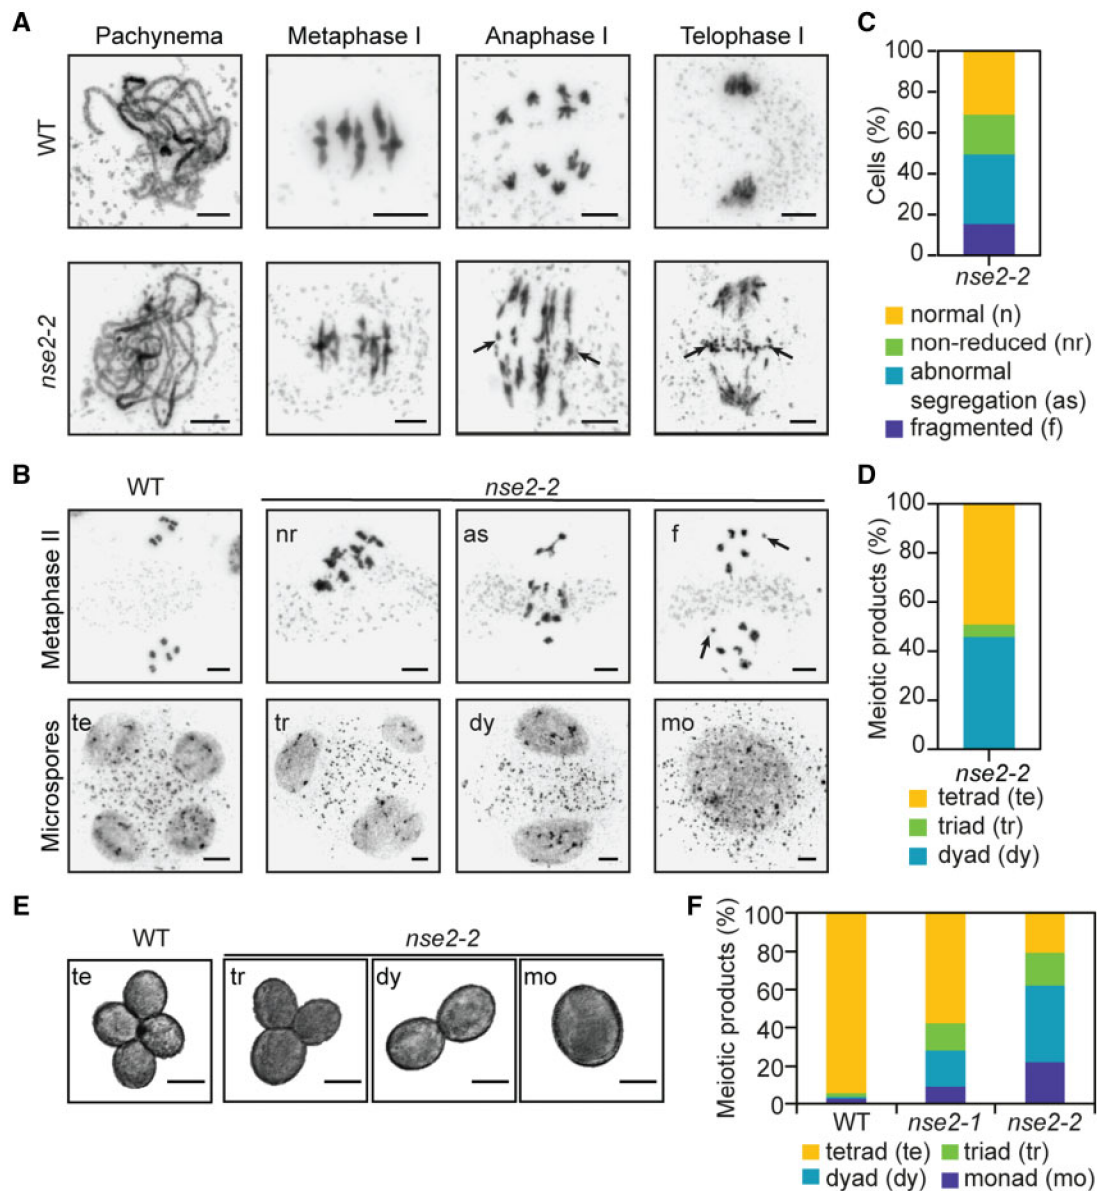 A
Pachynema
Metaphase I
Anaphase I
Telophase I
WT
nse2-2
B
WT
nse2-2
Metaphase II
nr
as
f
Microspores
te
tr
dy
mo
C
Cells (%)
100
80
60
40
20
0
nse2-2
normal (n)
non-reduced (nr)
abnormal
segregation (as)
fragmented (f)
D
Meiotic products (%)
100
80
60
40
20
0
nse2-2
tetrad (te)
triad (tr)
dyad (dy)
E
WT
nse2-2
te
tr
dy
mo
F
Meiotic products (%)
100
80
60
40
20
0
WT
nse2-1
nse2-2
tetrad (te)
triad (tr)
dyad (dy)
monad (mo)